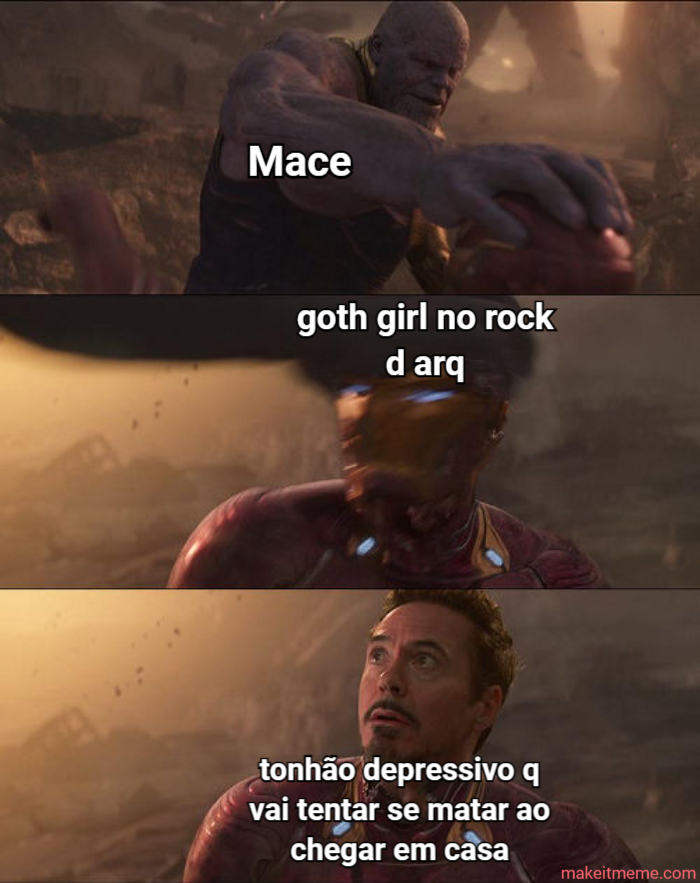 Mace
goth girl no rock
d arq
tonhão depressivo q
vai tentar se matar ao
chegar em casa
makeitmeme.com